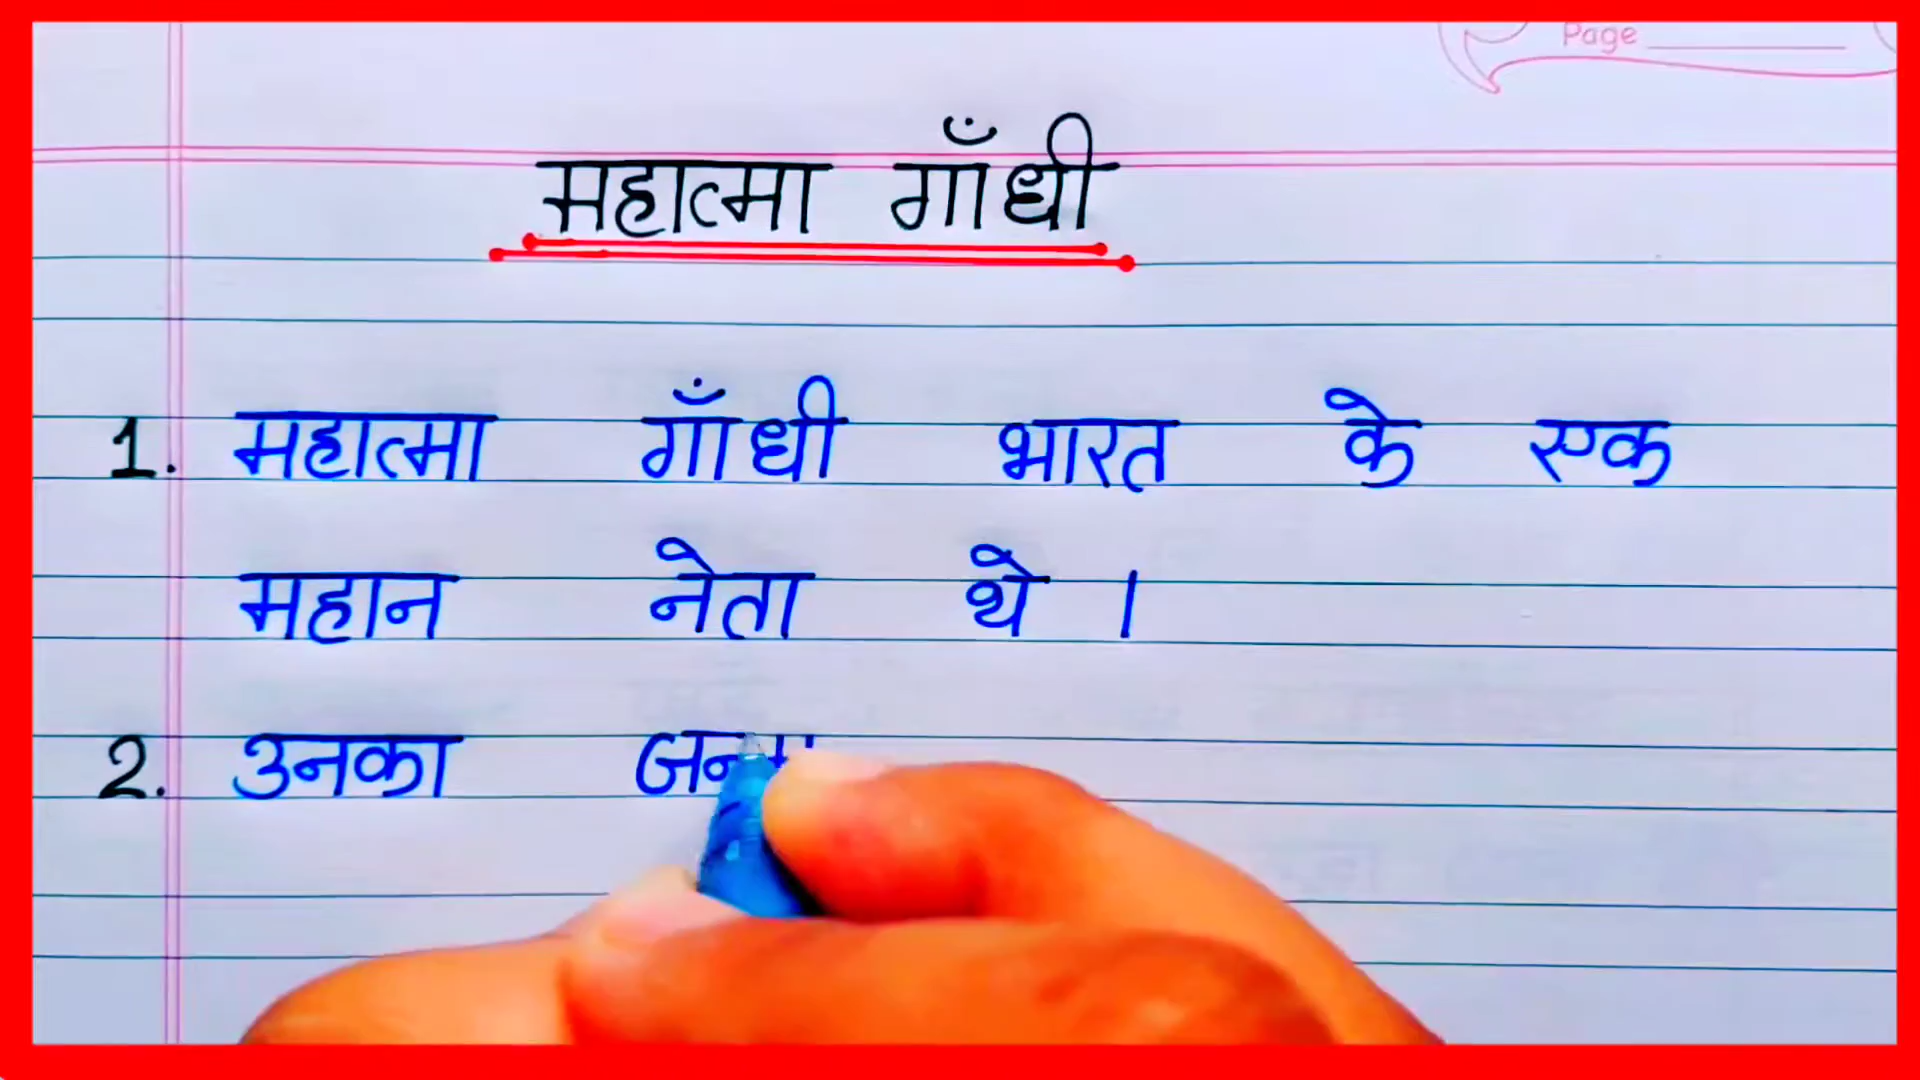 Page
महात्मा गाँधी
1. महात्मा गाँधी भारत के एक
महान नेता थे ।
2. उनका